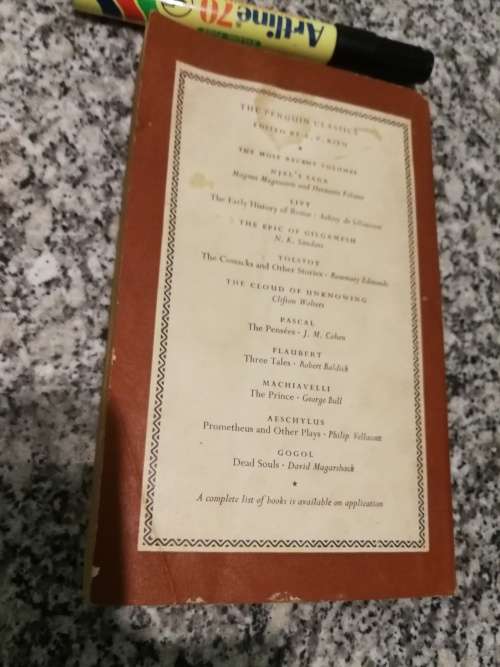 Artline 70
THE PENGUIN CLASSICS
EDITED BY E. V. RIEU
THE MOST RECENT VOLUMES
NJAL'S SAGA
Magnus Magnusson and Hermann Pálsson
LIVY
The Early History of Rome · Aubrey de Sélincourt
THE EPIC OF GILGAMESH
N. K. Sandars
TOLSTOY
The Cossacks and Other Stories · Rosemary Edmonds
THE CLOUD OF UNKNOWING
Clifton Wolters
PASCAL
The Pensées · J. M. Cohen
FLAUBERT
Three Tales · Robert Baldick
MACHIAVELLI
The Prince · George Bull
AESCHYLUS
Prometheus and Other Plays · Philip Vellacott
GOGOL
Dead Souls · David Magarshack
A complete list of books is available on application